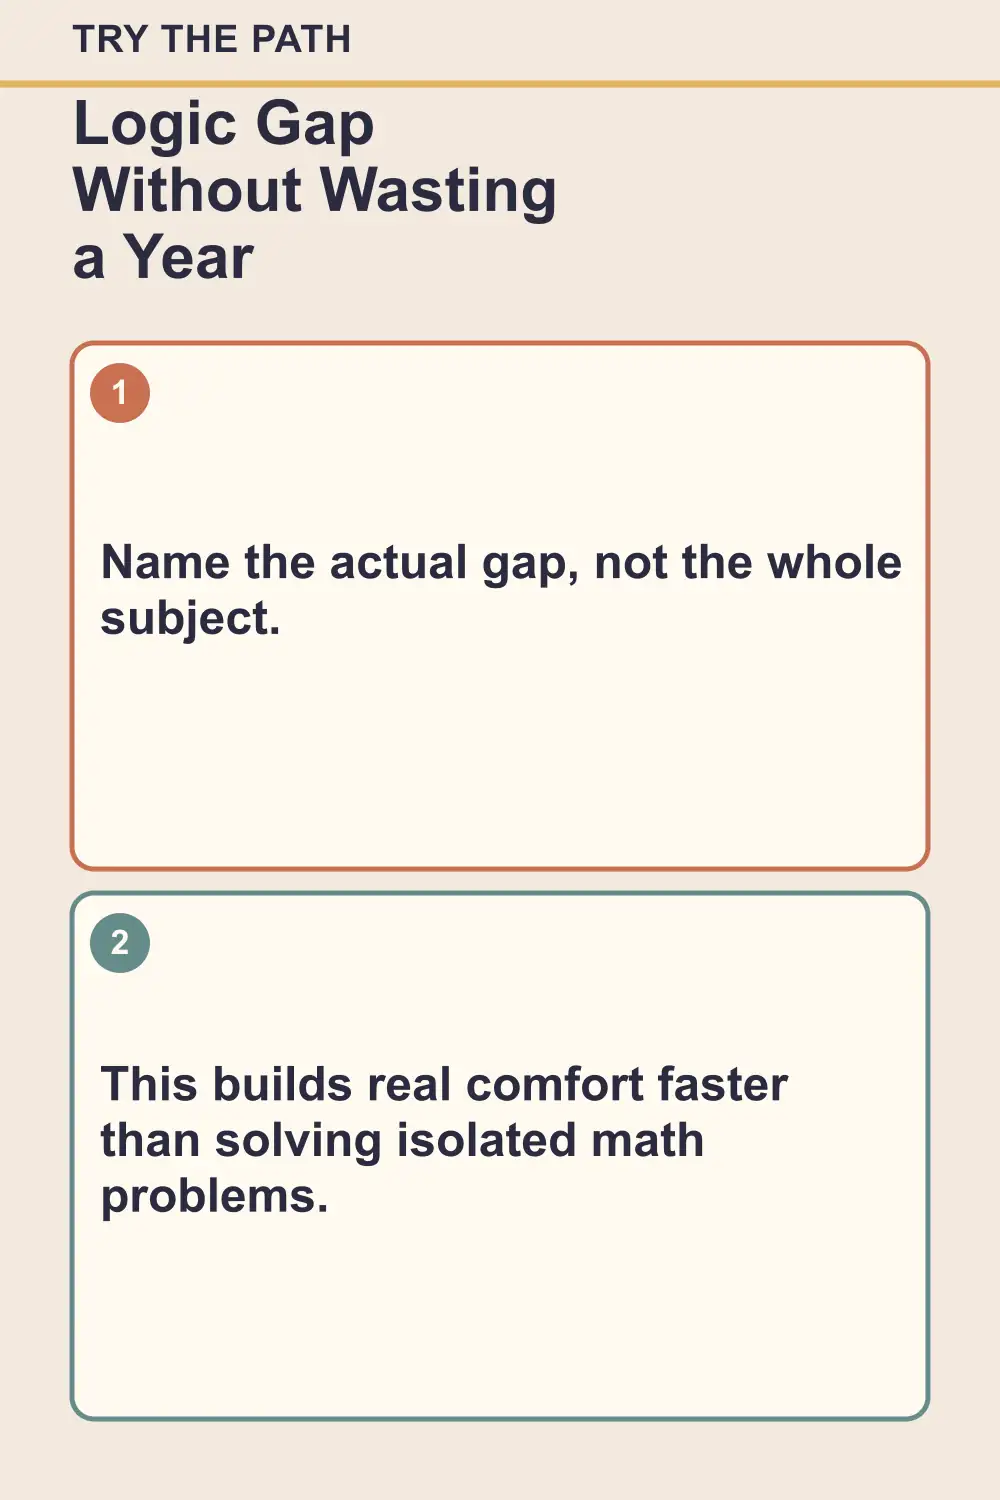 TRY THE PATH
Logic Gap
Without Wasting
a Year
1
Name the actual gap, not the whole
subject.
2
This builds real comfort faster
than solving isolated math
problems.